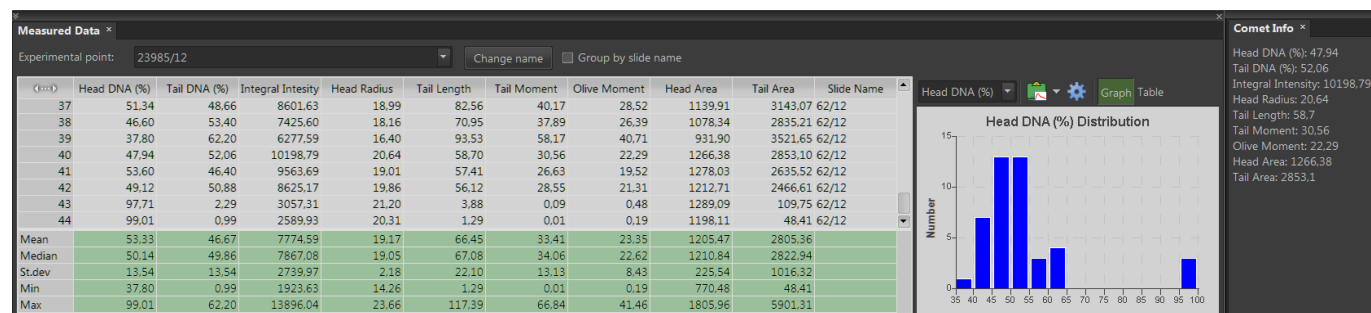 Measured Data ×
Experimental point: 23985/12 Change name Group by slide name
Head DNA (%) Tail DNA (%) Integral Intesity Head Radius Tail Length Tail Moment Olive Moment Head Area Tail Area Slide Name
37 51,34 48,66 8601,63 18,99 82,56 40,17 28,52 1139,91 3143,07 62/12
38 46,60 53,40 7425,60 18,16 70,95 37,89 26,39 1078,34 2835,21 62/12
39 37,80 62,20 6277,59 16,40 93,53 58,17 40,71 931,90 3521,65 62/12
40 47,94 52,06 10198,79 20,64 58,70 30,56 22,29 1266,38 2853,10 62/12
41 53,60 46,40 9563,69 19,01 57,41 26,63 19,52 1278,03 2635,52 62/12
42 49,12 50,88 8625,17 19,86 56,12 28,55 21,31 1212,71 2466,61 62/12
43 97,71 2,29 3057,31 21,20 3,88 0,09 0,48 1289,09 109,75 62/12
44 99,01 0,99 2589,93 20,31 1,29 0,01 0,19 1198,11 48,41 62/12
Mean 53,33 46,67 7774,59 19,17 66,45 33,41 23,35 1205,47 2805,36
Median 50,14 49,86 7867,08 19,05 67,08 34,06 22,62 1210,84 2822,94
St.dev 13,54 13,54 2739,97 2,18 22,10 13,13 8,43 225,54 1016,32
Min 37,80 0,99 1923,63 14,26 1,29 0,01 0,19 770,48 48,41
Max 99,01 62,20 13896,04 23,66 117,39 66,84 41,46 1805,96 5901,31
Head DNA (%) Graph Table
Head DNA (%) Distribution
Number
15
10
5
0
35 40 45 50 55 60 65 70 75 80 85 90 95 100
Comet Info ×
Head DNA (%): 47,94
Tail DNA (%): 52,06
Integral Intensity: 10198,79
Head Radius: 20,64
Tail Length: 58,7
Tail Moment: 30,56
Olive Moment: 22,29
Head Area: 1266,38
Tail Area: 2853,1